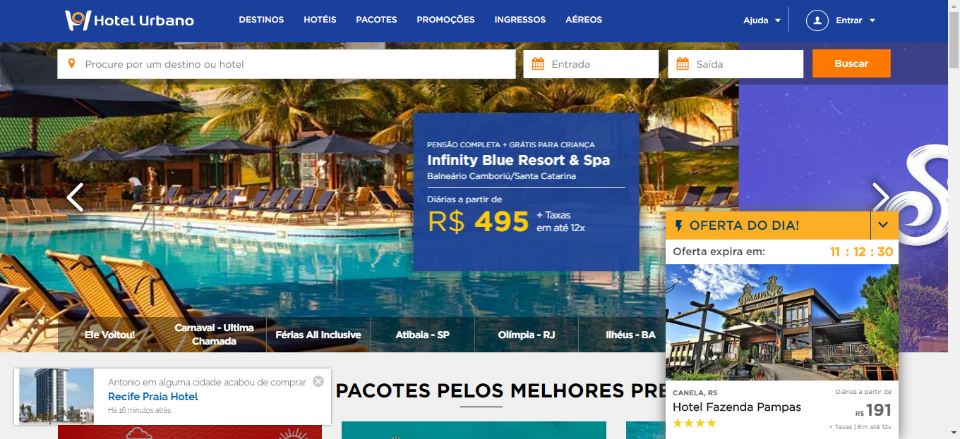 Hotel Urbano
DESTINOS HOTÉIS PACOTES PROMOÇÕES INGRESSOS AÉREOS
Ajuda Entrar
Procure por um destino ou hotel
Entrada
Saída
Buscar
PENSÃO COMPLETA + GRÁTIS PARA CRIANÇA
Infinity Blue Resort & Spa
Balneário Camboriú/Santa Catarina
Diárias a partir de
R$ 495 + Taxas
em até 12x
OFERTA DO DIA!
Oferta expira em: 11 : 12 : 30
CANELA, RS
Hotel Fazenda Pampas
Diárias a partir de
R$ 191
+ Taxas | Em até 12x
Ele Voltou!
Carnaval - Ultima
Chamada
Férias All Inclusive
Atibaia - SP
Olímpia - RJ
Ilhéus - BA
Antonio em alguma cidade acabou de comprar
Recife Praia Hotel
Há 16 minutos atrás
PACOTES PELOS MELHORES PRE